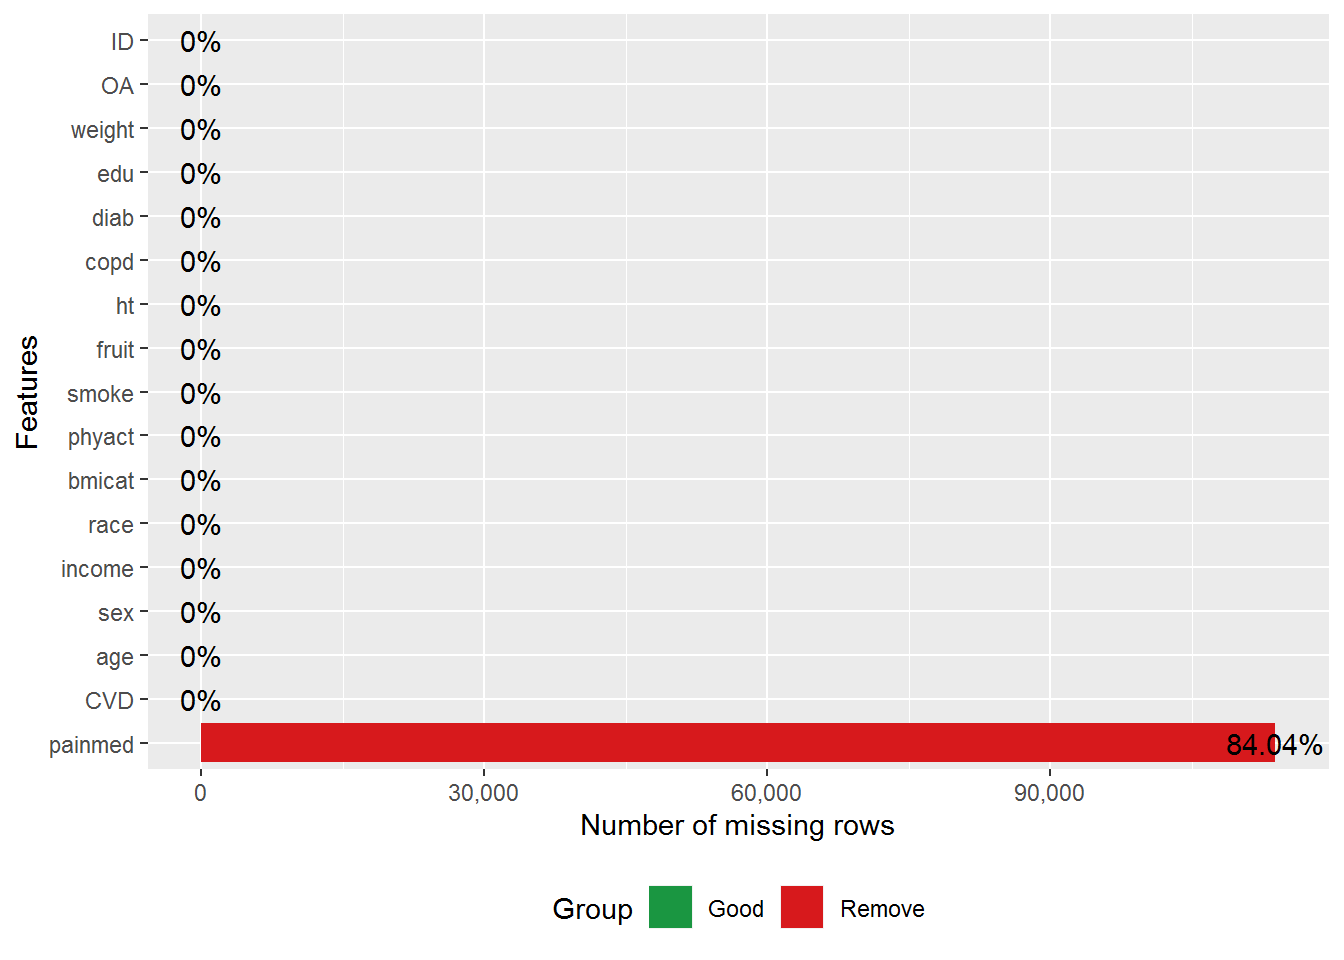 ID 0%
OA 0%
weight 0%
edu 0%
diab 0%
copd 0%
ht 0%
fruit 0%
smoke 0%
phyact 0%
bmicat 0%
race 0%
income 0%
sex 0%
age 0%
CVD 0%
painmed 84.04%
Features
0 30,000 60,000 90,000
Number of missing rows
Group Good Remove